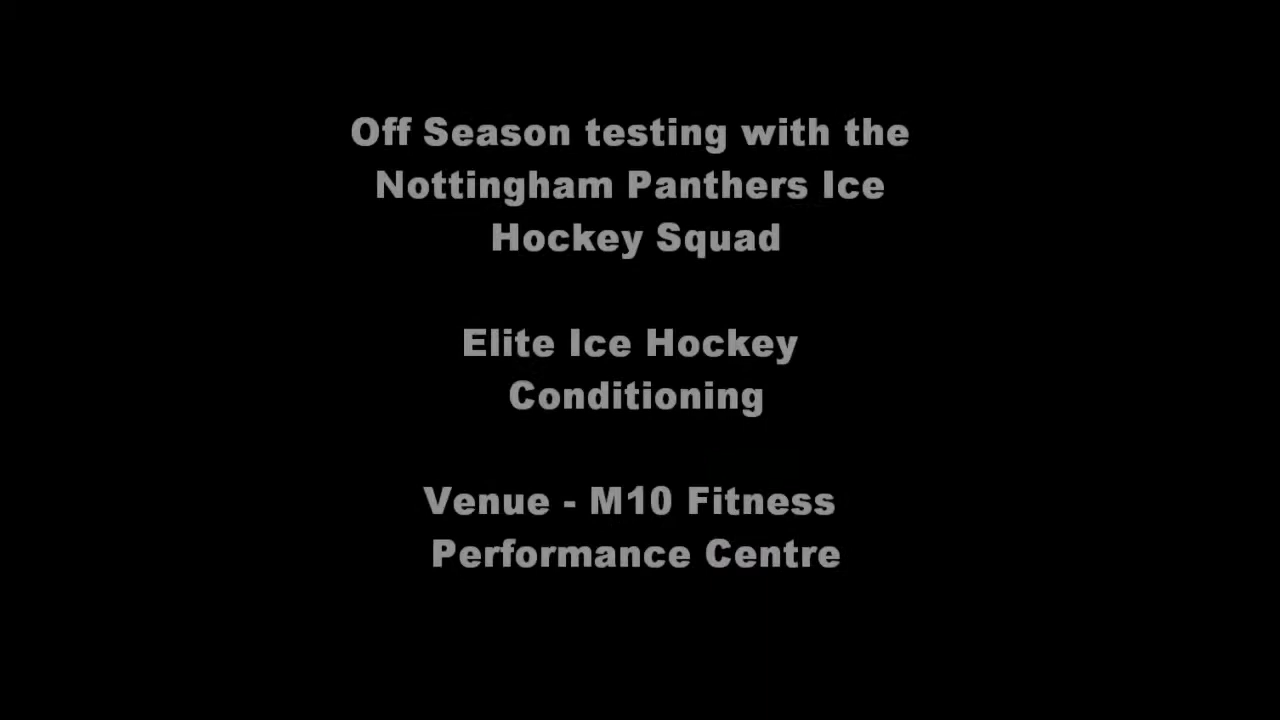 Off Season testing with the
Nottingham Panthers Ice
Hockey Squad
Elite Ice Hockey
Conditioning
Venue - M10 Fitness
Performance Centre